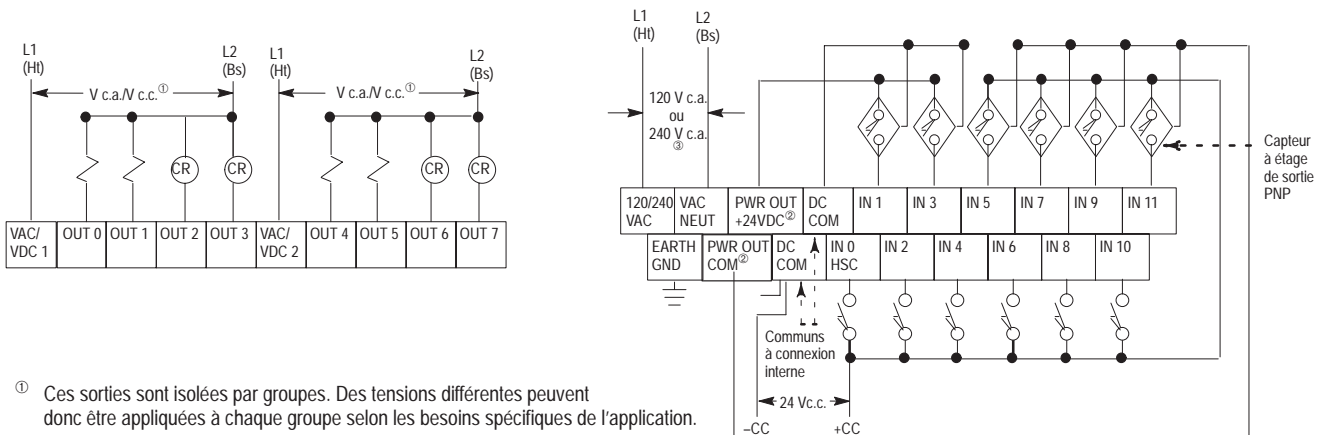 L1
(Ht)
L2
(Bs)
L1
(Ht)
L2
(Bs)
V c.a./V c.c.①
V c.a./V c.c.①
CR
CR
CR
CR
VAC/
VDC 1
OUT 0
OUT 1
OUT 2
OUT 3
VAC/
VDC 2
OUT 4
OUT 5
OUT 6
OUT 7
① Ces sorties sont isolées par groupes. Des tensions différentes peuvent
donc être appliquées à chaque groupe selon les besoins spécifiques de l'application.
L1
(Ht)
L2
(Bs)
120 V c.a.
ou
240 V c.a.
③
Capteur
à étage
de sortie
PNP
120/240
VAC
VAC
NEUT
PWR OUT
+24VDC②
DC
COM
IN 1
IN 3
IN 5
IN 7
IN 9
IN 11
EARTH
GND
PWR OUT
COM②
DC
COM
IN 0
HSC
IN 2
IN 4
IN 6
IN 8
IN 10
Communs
à connexion
interne
24 Vc.c.
–CC
+CC